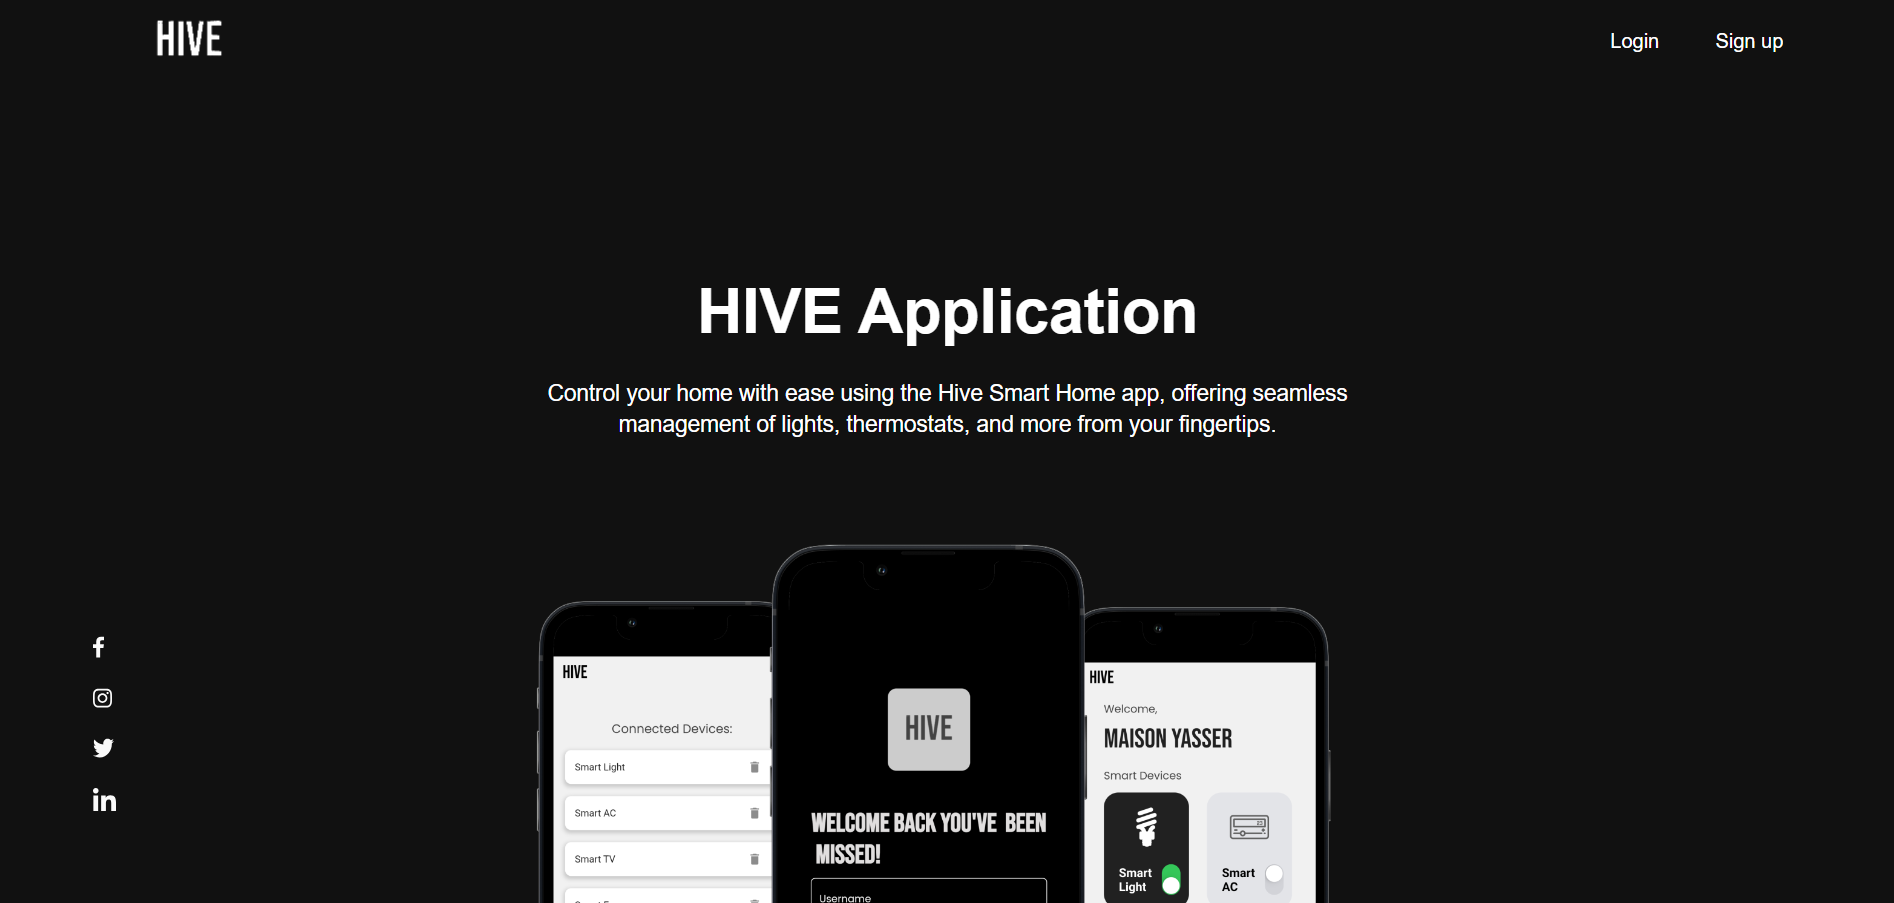 HIVE
Login
Sign up
HIVE Application
Control your home with ease using the Hive Smart Home app, offering seamless
management of lights, thermostats, and more from your fingertips.
HIVE
Connected Devices:
Smart Light
Smart AC
Smart TV
HIVE
WELCOME BACK YOU'VE BEEN
MISSED!
Username
HIVE
Welcome,
MAISON YASSER
Smart Devices
Smart
Light
Smart
AC